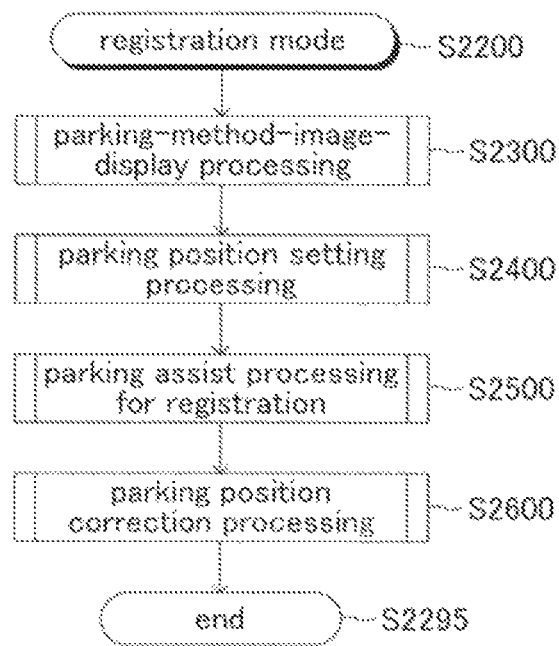 registration mode S2200
parking-method-image-
display processing S2300
parking position setting
processing S2400
parking assist processing
for registration S2500
parking position
correction processing S2600
end S2295